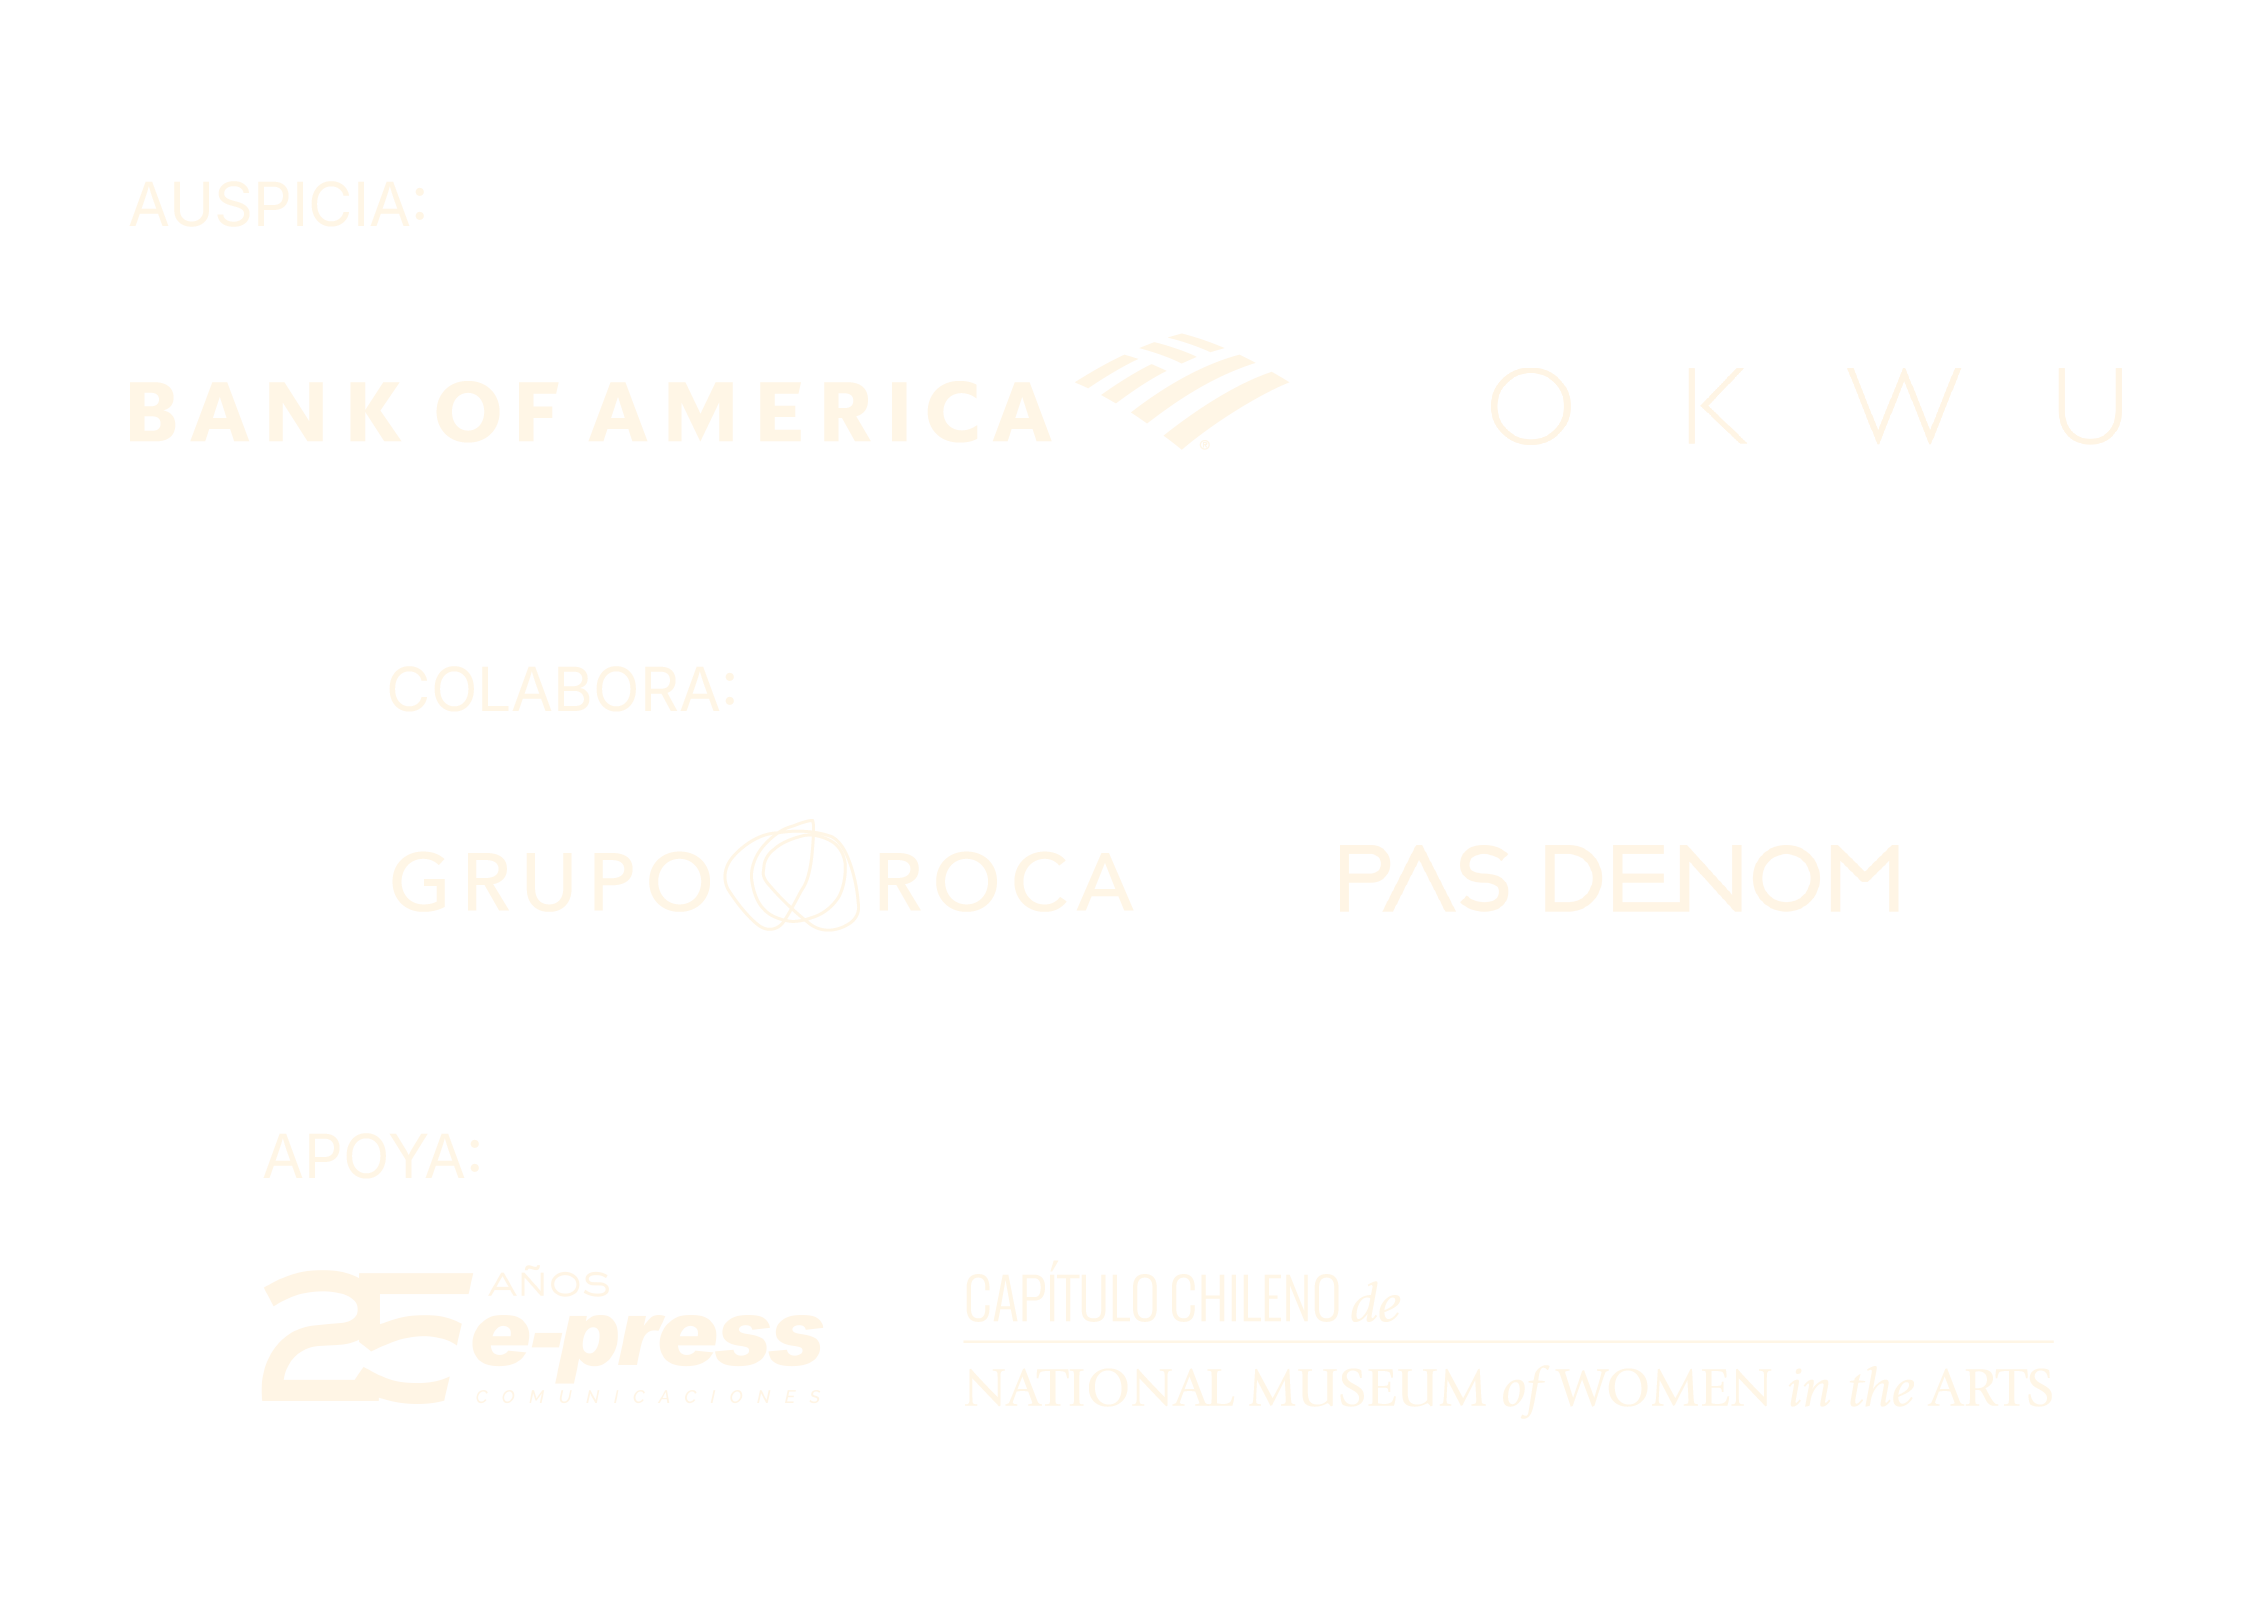 AUSPICIA:
BANK OF AMERICA ®
OKWU
COLABORA:
GRUPO ROCA
PAS DENOM
APOYA:
25 AÑOS
e-press
COMUNICACIONES
CAPÍTULO CHILENO de
NATIONAL MUSEUM of WOMEN in the ARTS